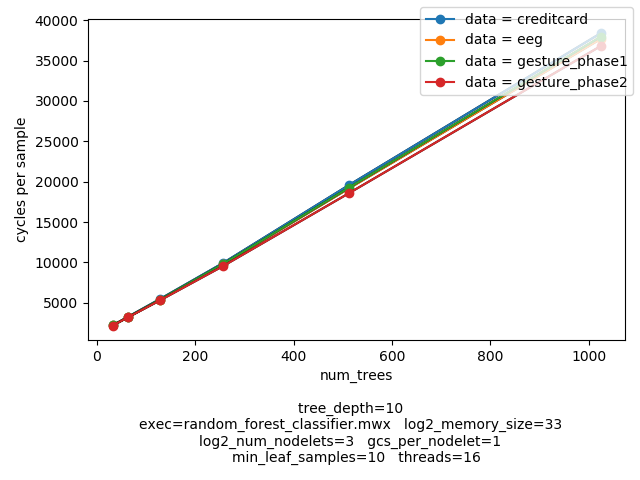 data = creditcard
data = eeg
data = gesture_phase1
data = gesture_phase2
cycles per sample
40000
35000
30000
25000
20000
15000
10000
5000
0 200 400 600 800 1000
num_trees
tree_depth=10
exec=random_forest_classifier.mwx log2_memory_size=33
log2_num_nodelets=3 gcs_per_nodelet=1
min_leaf_samples=10 threads=16